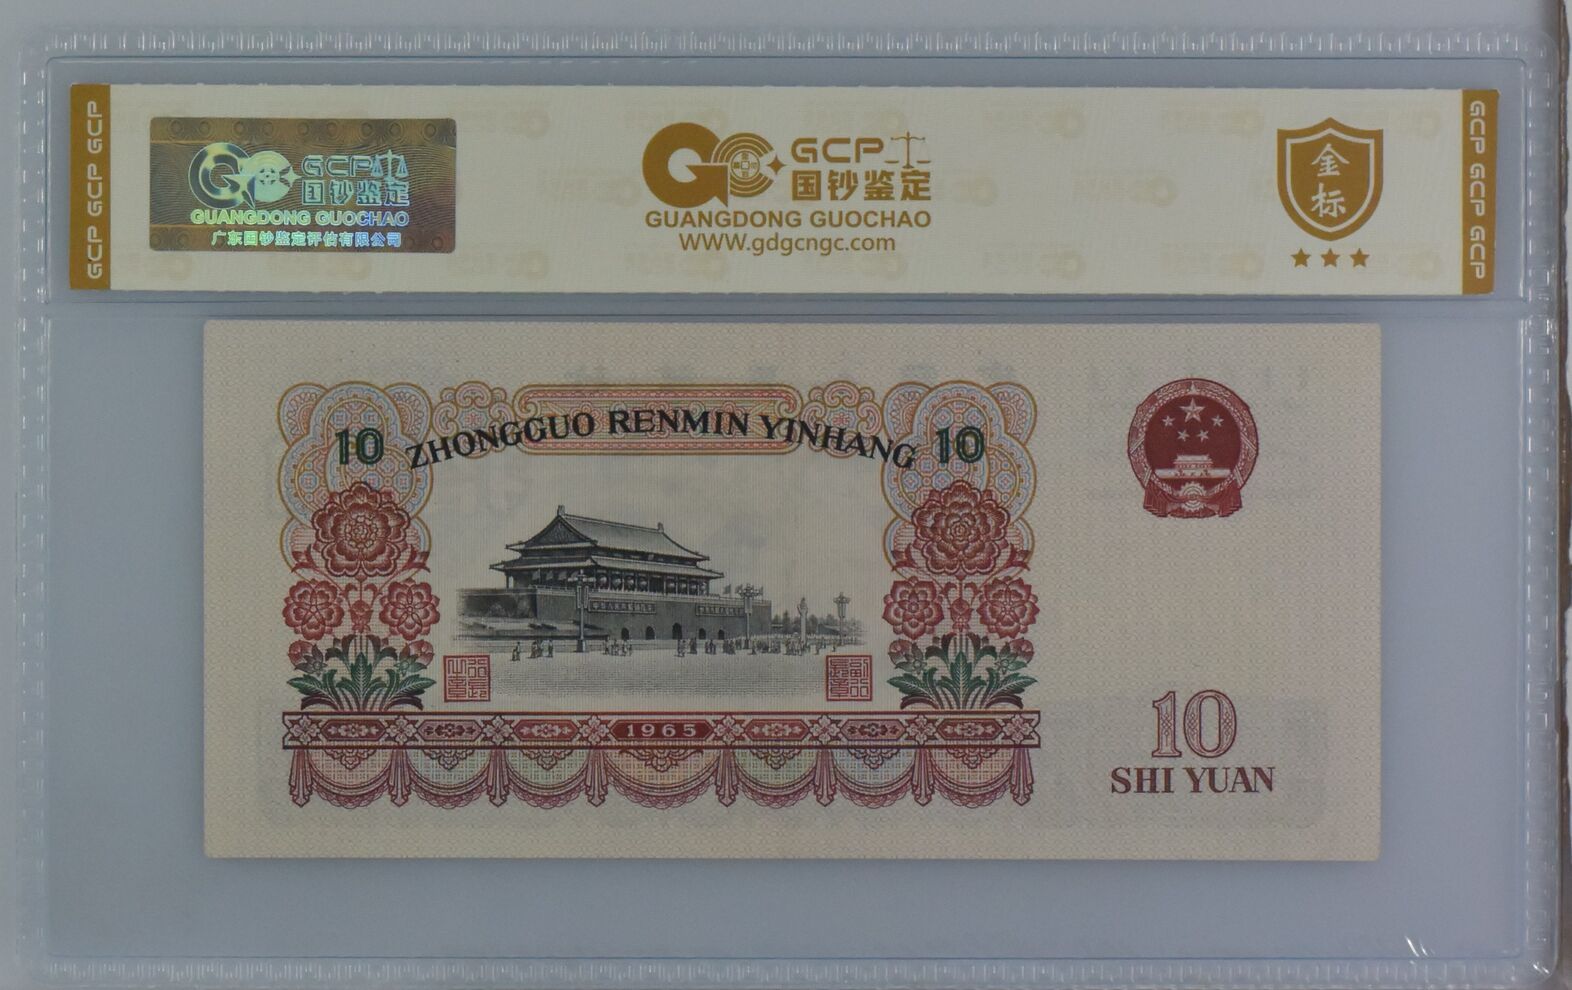 GCP GCP GCP
GCP
国钞鉴定
GUANGDONG GUOCHAO
广东国钞鉴定评估有限公司
GCP
国钞鉴定
GUANGDONG GUOCHAO
WWW.gdgcngc.com
金
标
GCP GCP GCP
10 ZHONGGUO RENMIN YINHANG 10
1965
10
SHI YUAN